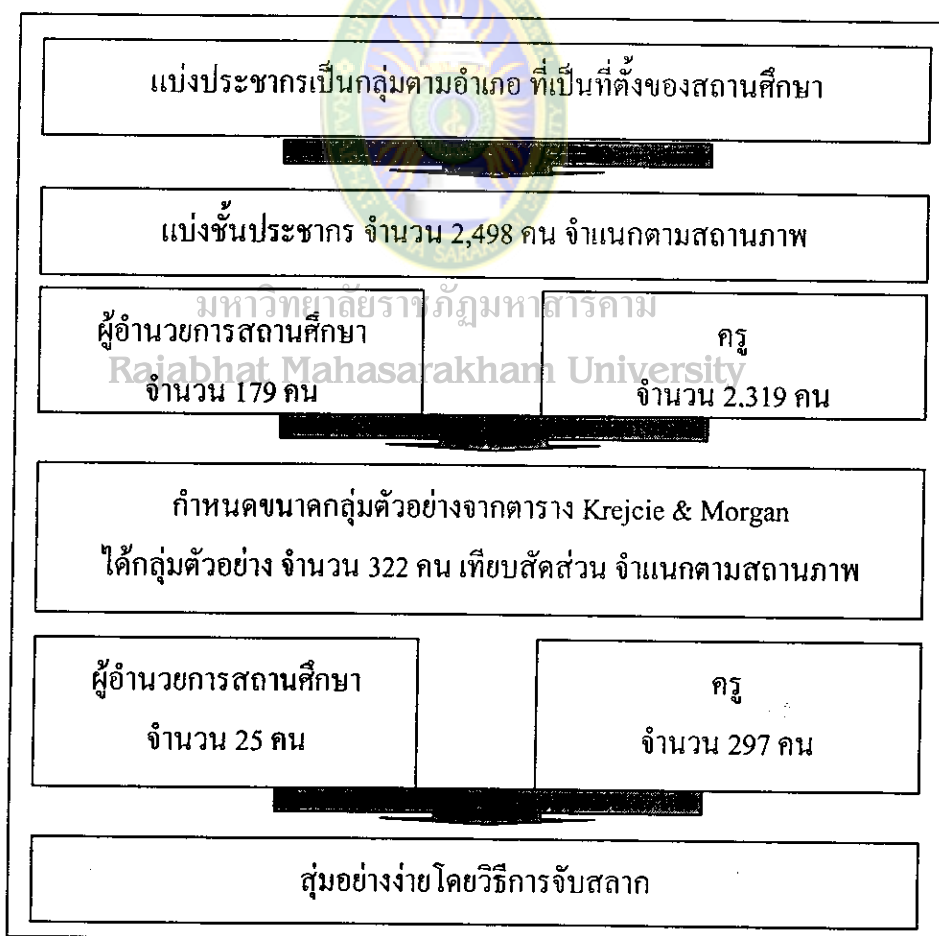 แบ่งประชากรเป็นกลุ่มตามอำเภอ ที่เป็นที่ตั้งของสถานศึกษา
แบ่งชั้นประชากร จำนวน 2,498 คน จำแนกตามสถานภาพ
มหาวิทยาลัยราชภัฏมหาสารคาม
ผู้อำนวยการสถานศึกษา
ครู
Rajabhat Mahasarakham University
จำนวน 179 คน
จำนวน 2,319 คน
กำหนดขนาดกลุ่มตัวอย่างจากตาราง Krejcie & Morgan
ได้กลุ่มตัวอย่าง จำนวน 322 คน เทียบสัดส่วน จำแนกตามสถานภาพ
ผู้อำนวยการสถานศึกษา
ครู
จำนวน 25 คน
จำนวน 297 คน
สุ่มอย่างง่ายโดยวิธีการจับสลาก